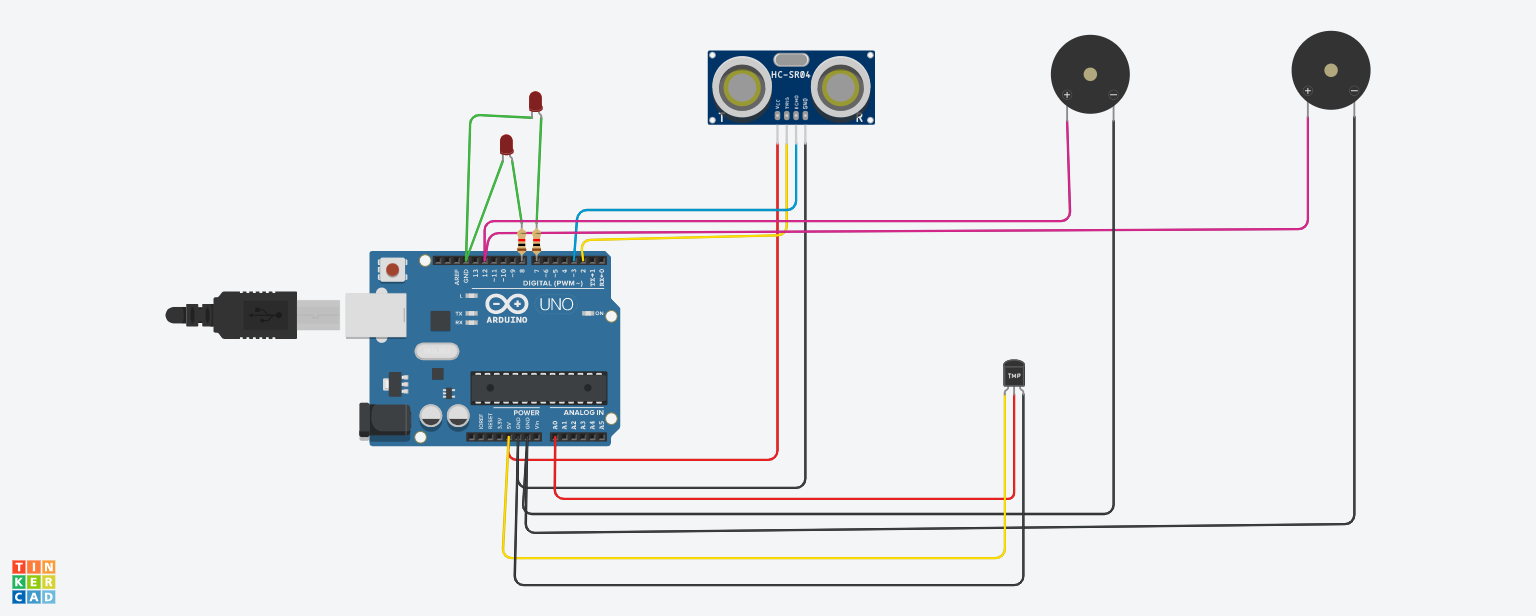 HC-SR04
VCC
TRIG
ECHO
GND
T
R
+
−
+
−
AREF
GND
13
12
~11
~10
~9
8
7
~6
~5
4
~3
2
TX→1
RX←0
DIGITAL (PWM~)
L
TX
RX
ARDUINO
UNO
ON
TMP
POWER
ANALOG IN
IOREF
RESET
3.3V
5V
GND
GND
Vin
A0
A1
A2
A3
A4
A5
TIN
KER
CAD